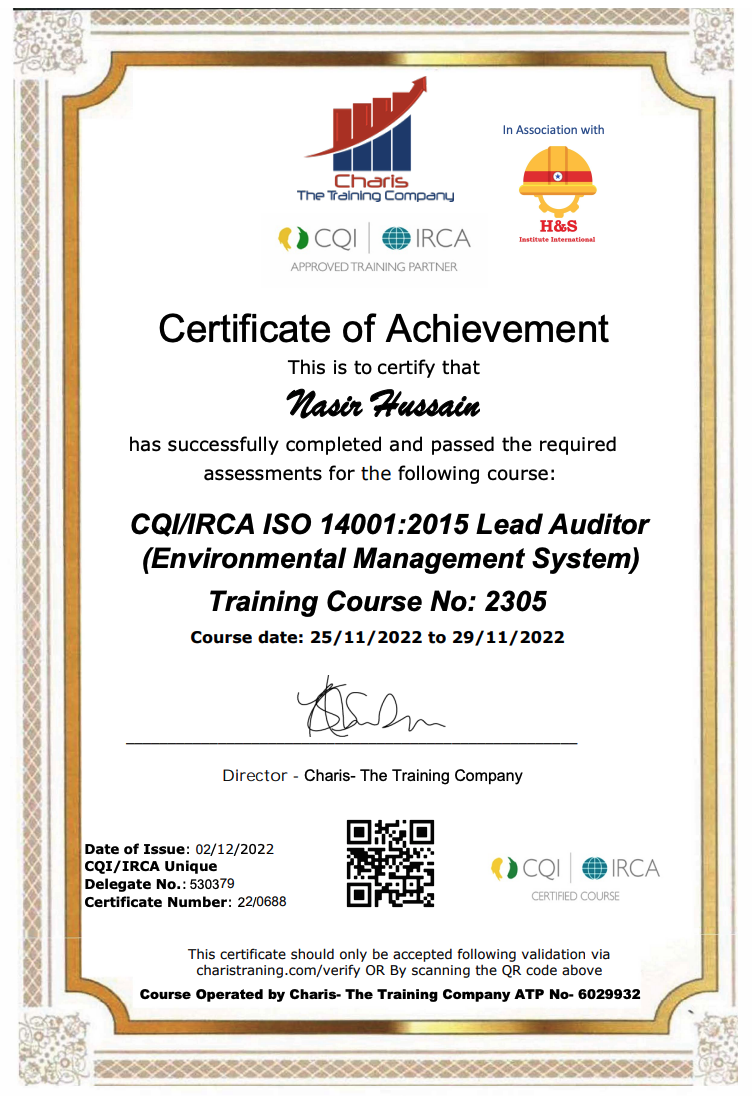 Charis
The Training Company
In Association with
H&S
Institute International
CQI IRCA
APPROVED TRAINING PARTNER
Certificate of Achievement
This is to certify that
Nasir Hussain
has successfully completed and passed the required
assessments for the following course:
CQI/IRCA ISO 14001:2015 Lead Auditor
(Environmental Management System)
Training Course No: 2305
Course date: 25/11/2022 to 29/11/2022
Director - Charis- The Training Company
Date of Issue: 02/12/2022
CQI/IRCA Unique
Delegate No.: 530379
Certificate Number: 22/0688
CQI IRCA
CERTIFIED COURSE
This certificate should only be accepted following validation via
charistraning.com/verify OR By scanning the QR code above
Course Operated by Charis- The Training Company ATP No- 6029932